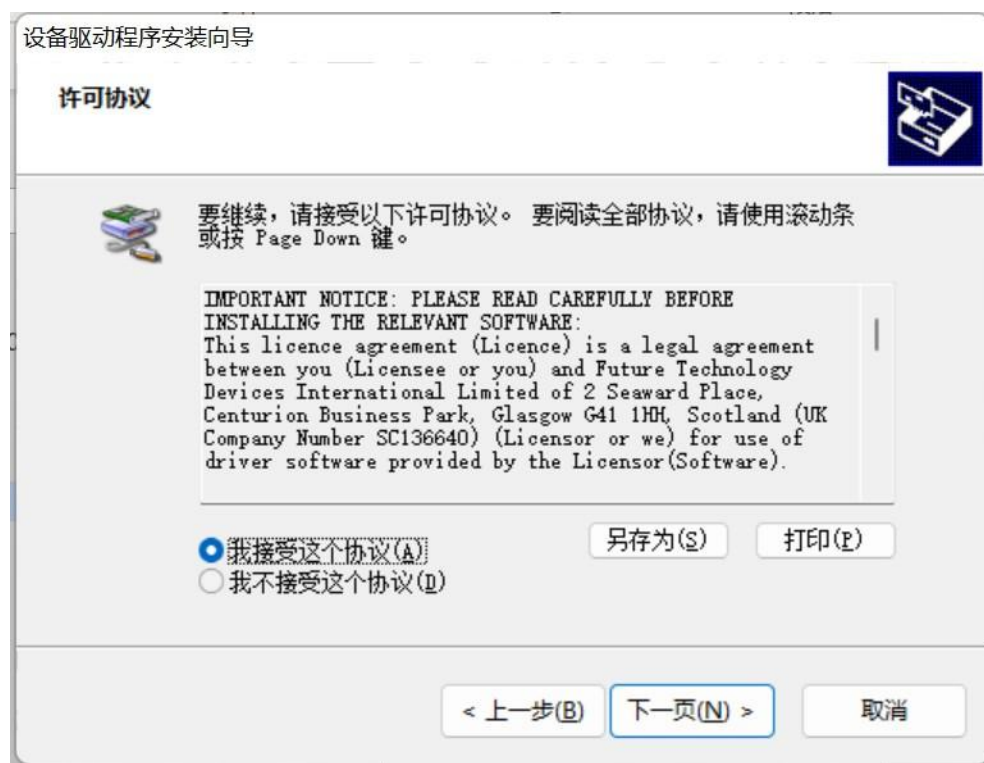 设备驱动程序安装向导
许可协议
要继续，请接受以下许可协议。 要阅读全部协议，请使用滚动条
或按 Page Down 键。
IMPORTANT NOTICE: PLEASE READ CAREFULLY BEFORE
INSTALLING THE RELEVANT SOFTWARE:
This licence agreement (Licence) is a legal agreement
between you (Licensee or you) and Future Technology
Devices International Limited of 2 Seaward Place,
Centurion Business Park, Glasgow G41 1HH, Scotland (UK
Company Number SC136640) (Licensor or we) for use of
driver software provided by the Licensor(Software).
我接受这个协议(A)
我不接受这个协议(D)
另存为(S)
打印(P)
< 上一步(B)
下一页(N) >
取消